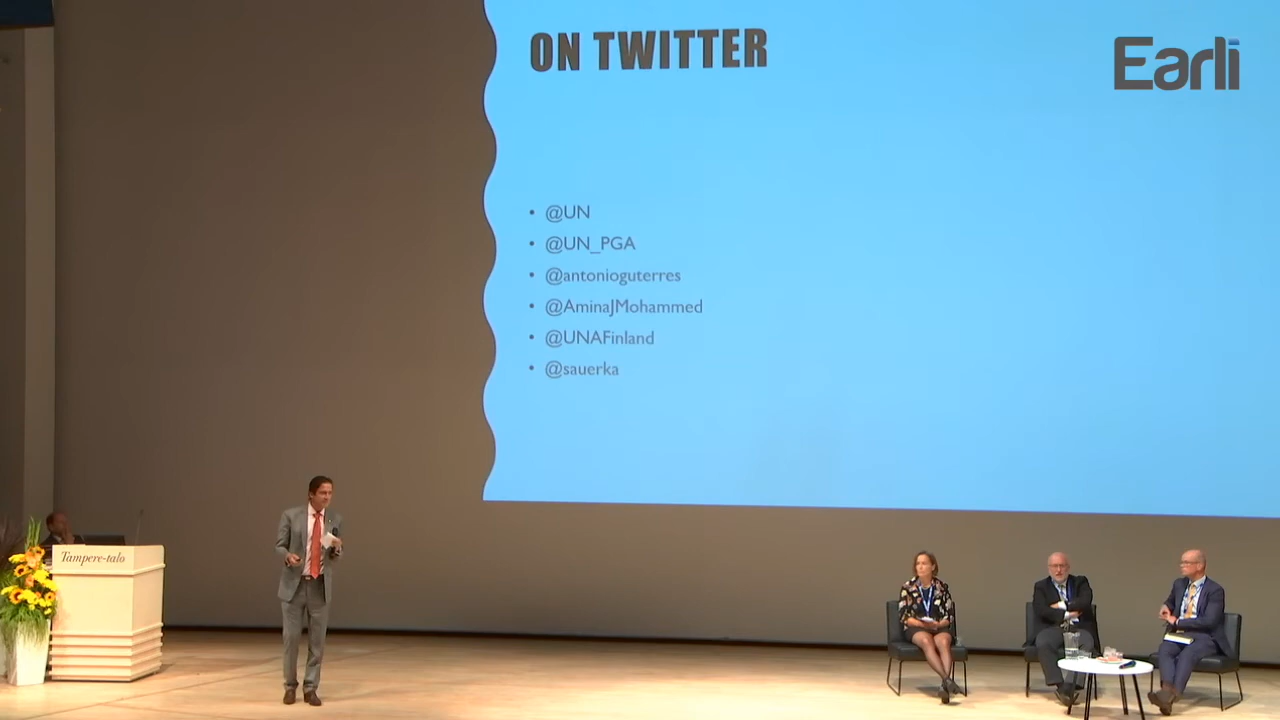 ON TWITTER
Earli
• @UN
• @UN_PGA
• @antonioguterres
• @AminaJMohammed
• @UNAFinland
• @sauerka
Tampere-talo